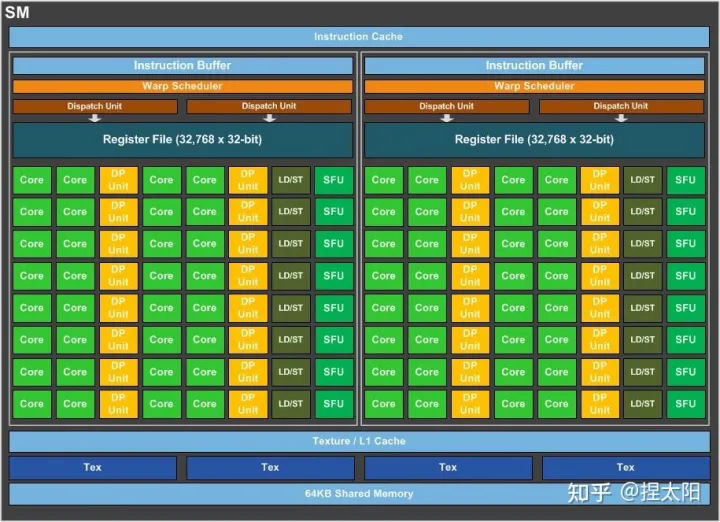 SM
Instruction Cache
Instruction Buffer Instruction Buffer
Warp Scheduler Warp Scheduler
Dispatch Unit Dispatch Unit Dispatch Unit Dispatch Unit
Register File (32,768 x 32-bit) Register File (32,768 x 32-bit)
Core Core DP Unit Core Core DP Unit LD/ST SFU Core Core DP Unit Core Core DP Unit LD/ST SFU
Core Core DP Unit Core Core DP Unit LD/ST SFU Core Core DP Unit Core Core DP Unit LD/ST SFU
Core Core DP Unit Core Core DP Unit LD/ST SFU Core Core DP Unit Core Core DP Unit LD/ST SFU
Core Core DP Unit Core Core DP Unit LD/ST SFU Core Core DP Unit Core Core DP Unit LD/ST SFU
Core Core DP Unit Core Core DP Unit LD/ST SFU Core Core DP Unit Core Core DP Unit LD/ST SFU
Core Core DP Unit Core Core DP Unit LD/ST SFU Core Core DP Unit Core Core DP Unit LD/ST SFU
Core Core DP Unit Core Core DP Unit LD/ST SFU Core Core DP Unit Core Core DP Unit LD/ST SFU
Core Core DP Unit Core Core DP Unit LD/ST SFU Core Core DP Unit Core Core DP Unit LD/ST SFU
Texture / L1 Cache
Tex Tex Tex Tex
64KB Shared Memory
知乎 @捏太阳